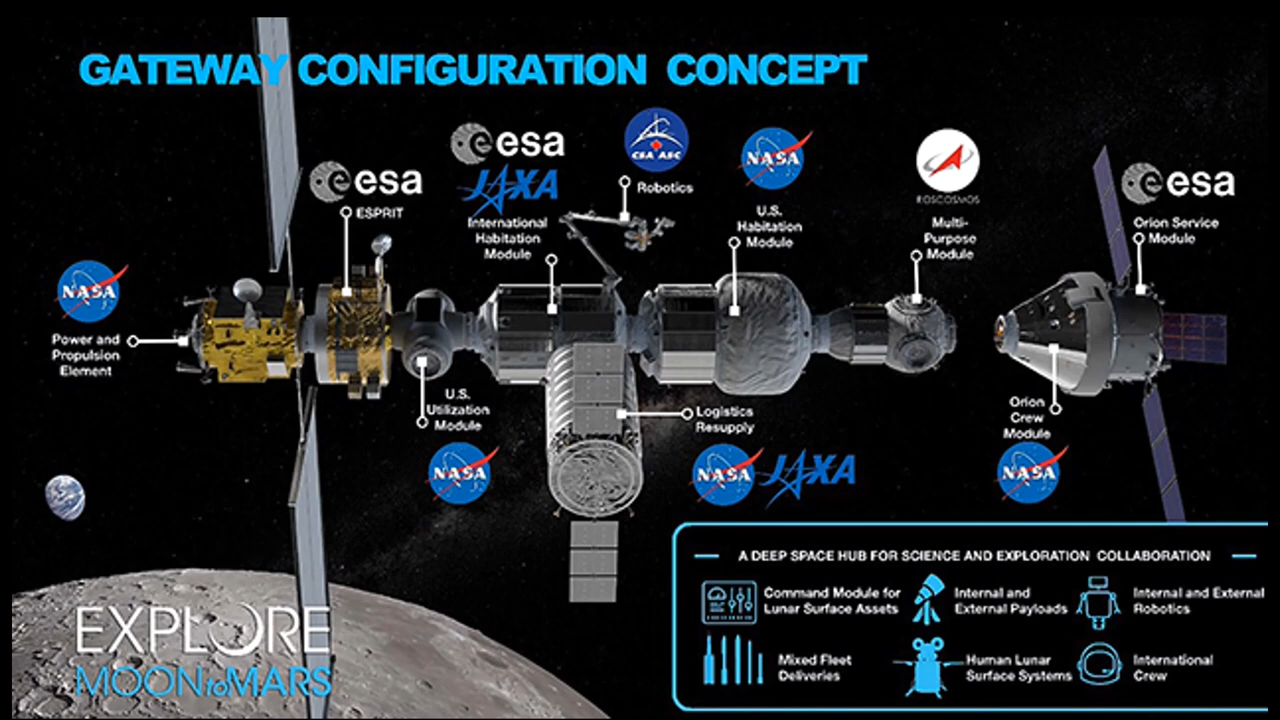 GATEWAY CONFIGURATION CONCEPT
esa
ESPRIT
esa
JAXA
International
Habitation
Module
CSA ASC
Robotics
NASA
U.S.
Habitation
Module
ROSCOSMOS
Multi-
Purpose
Module
esa
Orion Service
Module
NASA
Power and
Propulsion
Element
U.S.
Utilization
Module
NASA
Logistics
Resupply
NASA JAXA
Orion
Crew
Module
NASA
A DEEP SPACE HUB FOR SCIENCE AND EXPLORATION COLLABORATION
Command Module for
Lunar Surface Assets
Internal and
External Payloads
Internal and External
Robotics
Mixed Fleet
Deliveries
Human Lunar
Surface Systems
International
Crew
EXPLORE
MOON to MARS